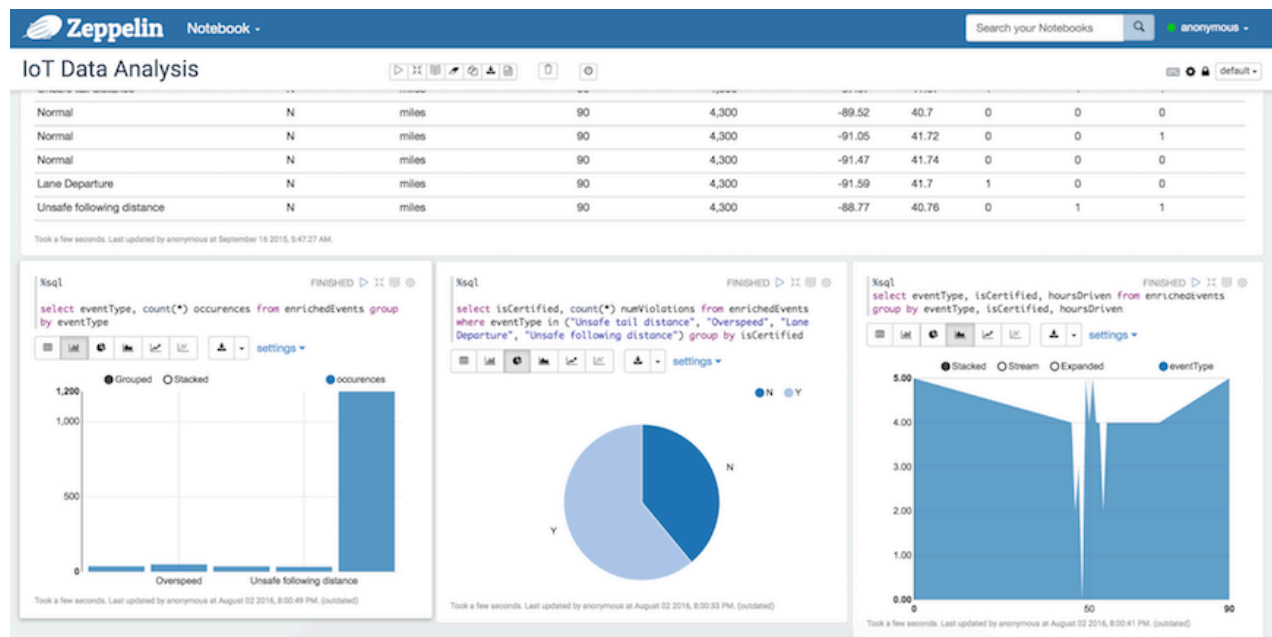 Zeppelin Notebook Search your Notebooks anonymous
IoT Data Analysis default
Normal N miles 90 4,300 -89.52 40.7 0 0 0
Normal N miles 90 4,300 -91.05 41.72 0 0 1
Normal N miles 90 4,300 -91.47 41.74 0 0 0
Lane Departure N miles 90 4,300 -91.59 41.7 1 0 0
Unsafe following distance N miles 90 4,300 -88.77 40.76 0 1 1
Took a few seconds. Last updated by anonymous at September 16 2015, 5:47:27 AM.
%sql FINISHED
select eventType, count(*) occurences from enrichedEvents group
by eventType
settings
Grouped Stacked occurences
1,200
1,000
500
0
Overspeed Unsafe following distance
Took a few seconds. Last updated by anonymous at August 02 2016, 8:00:49 PM. (outdated)
%sql FINISHED
select isCertified, count(*) numViolations from enrichedEvents
where eventType in ("Unsafe tail distance", "Overspeed", "Lane
Departure", "Unsafe following distance") group by isCertified
settings
N Y
N
Y
Took a few seconds. Last updated by anonymous at August 02 2016, 8:00:33 PM. (outdated)
%sql FINISHED
select eventType, isCertified, hoursDriven from enrichedEvents
group by eventType, isCertified, hoursDriven
settings
Stacked Stream Expanded eventType
5.00
4.00
3.00
2.00
1.00
0.00
0 50 90
Took a few seconds. Last updated by anonymous at August 02 2016, 8:00:41 PM. (outdated)